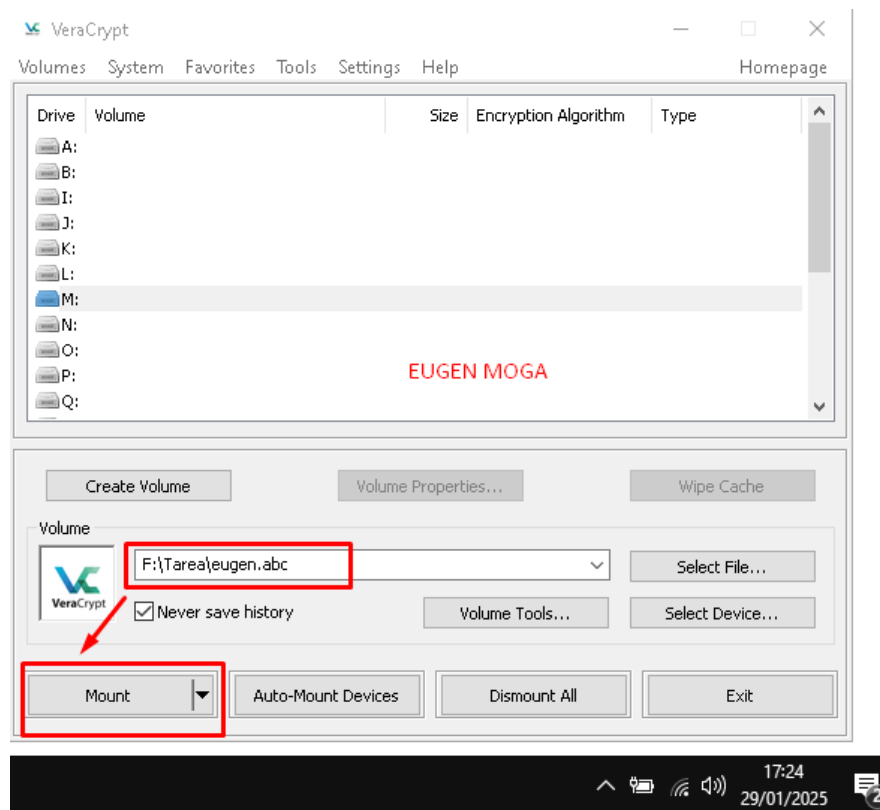 VeraCrypt
Volumes System Favorites Tools Settings Help Homepage
Drive Volume Size Encryption Algorithm Type
A:
B:
I:
J:
K:
L:
M:
N:
O:
P:
Q:
EUGEN MOGA
Create Volume Volume Properties... Wipe Cache
Volume
VeraCrypt
F:\Tarea\eugen.abc Select File...
Never save history Volume Tools... Select Device...
Mount Auto-Mount Devices Dismount All Exit
17:24
29/01/2025
2